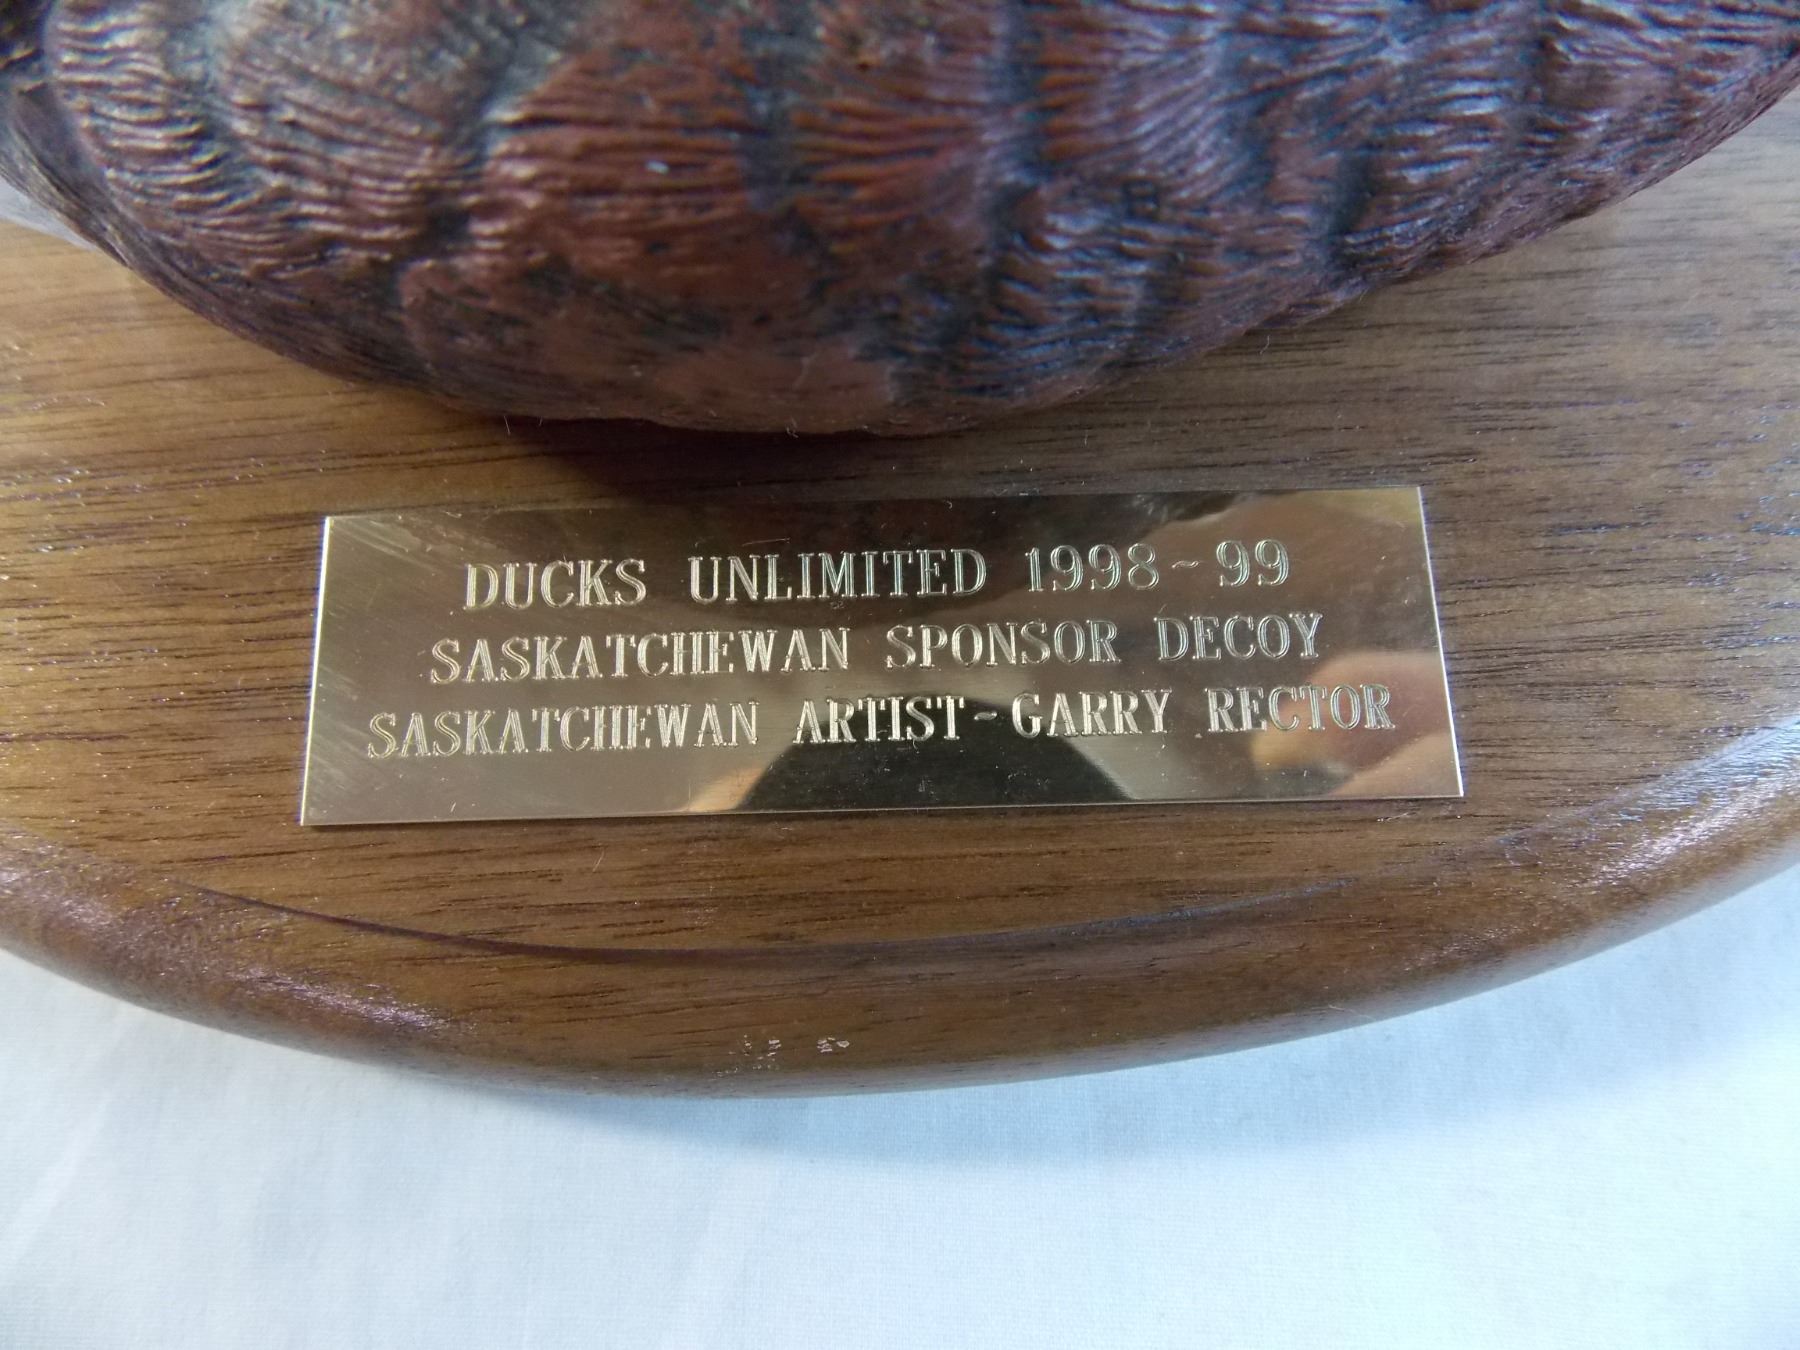 DUCKS UNLIMITED 1998-99
SASKATCHEWAN SPONSOR DECOY
SASKATCHEWAN ARTIST-GARRY RECTOR